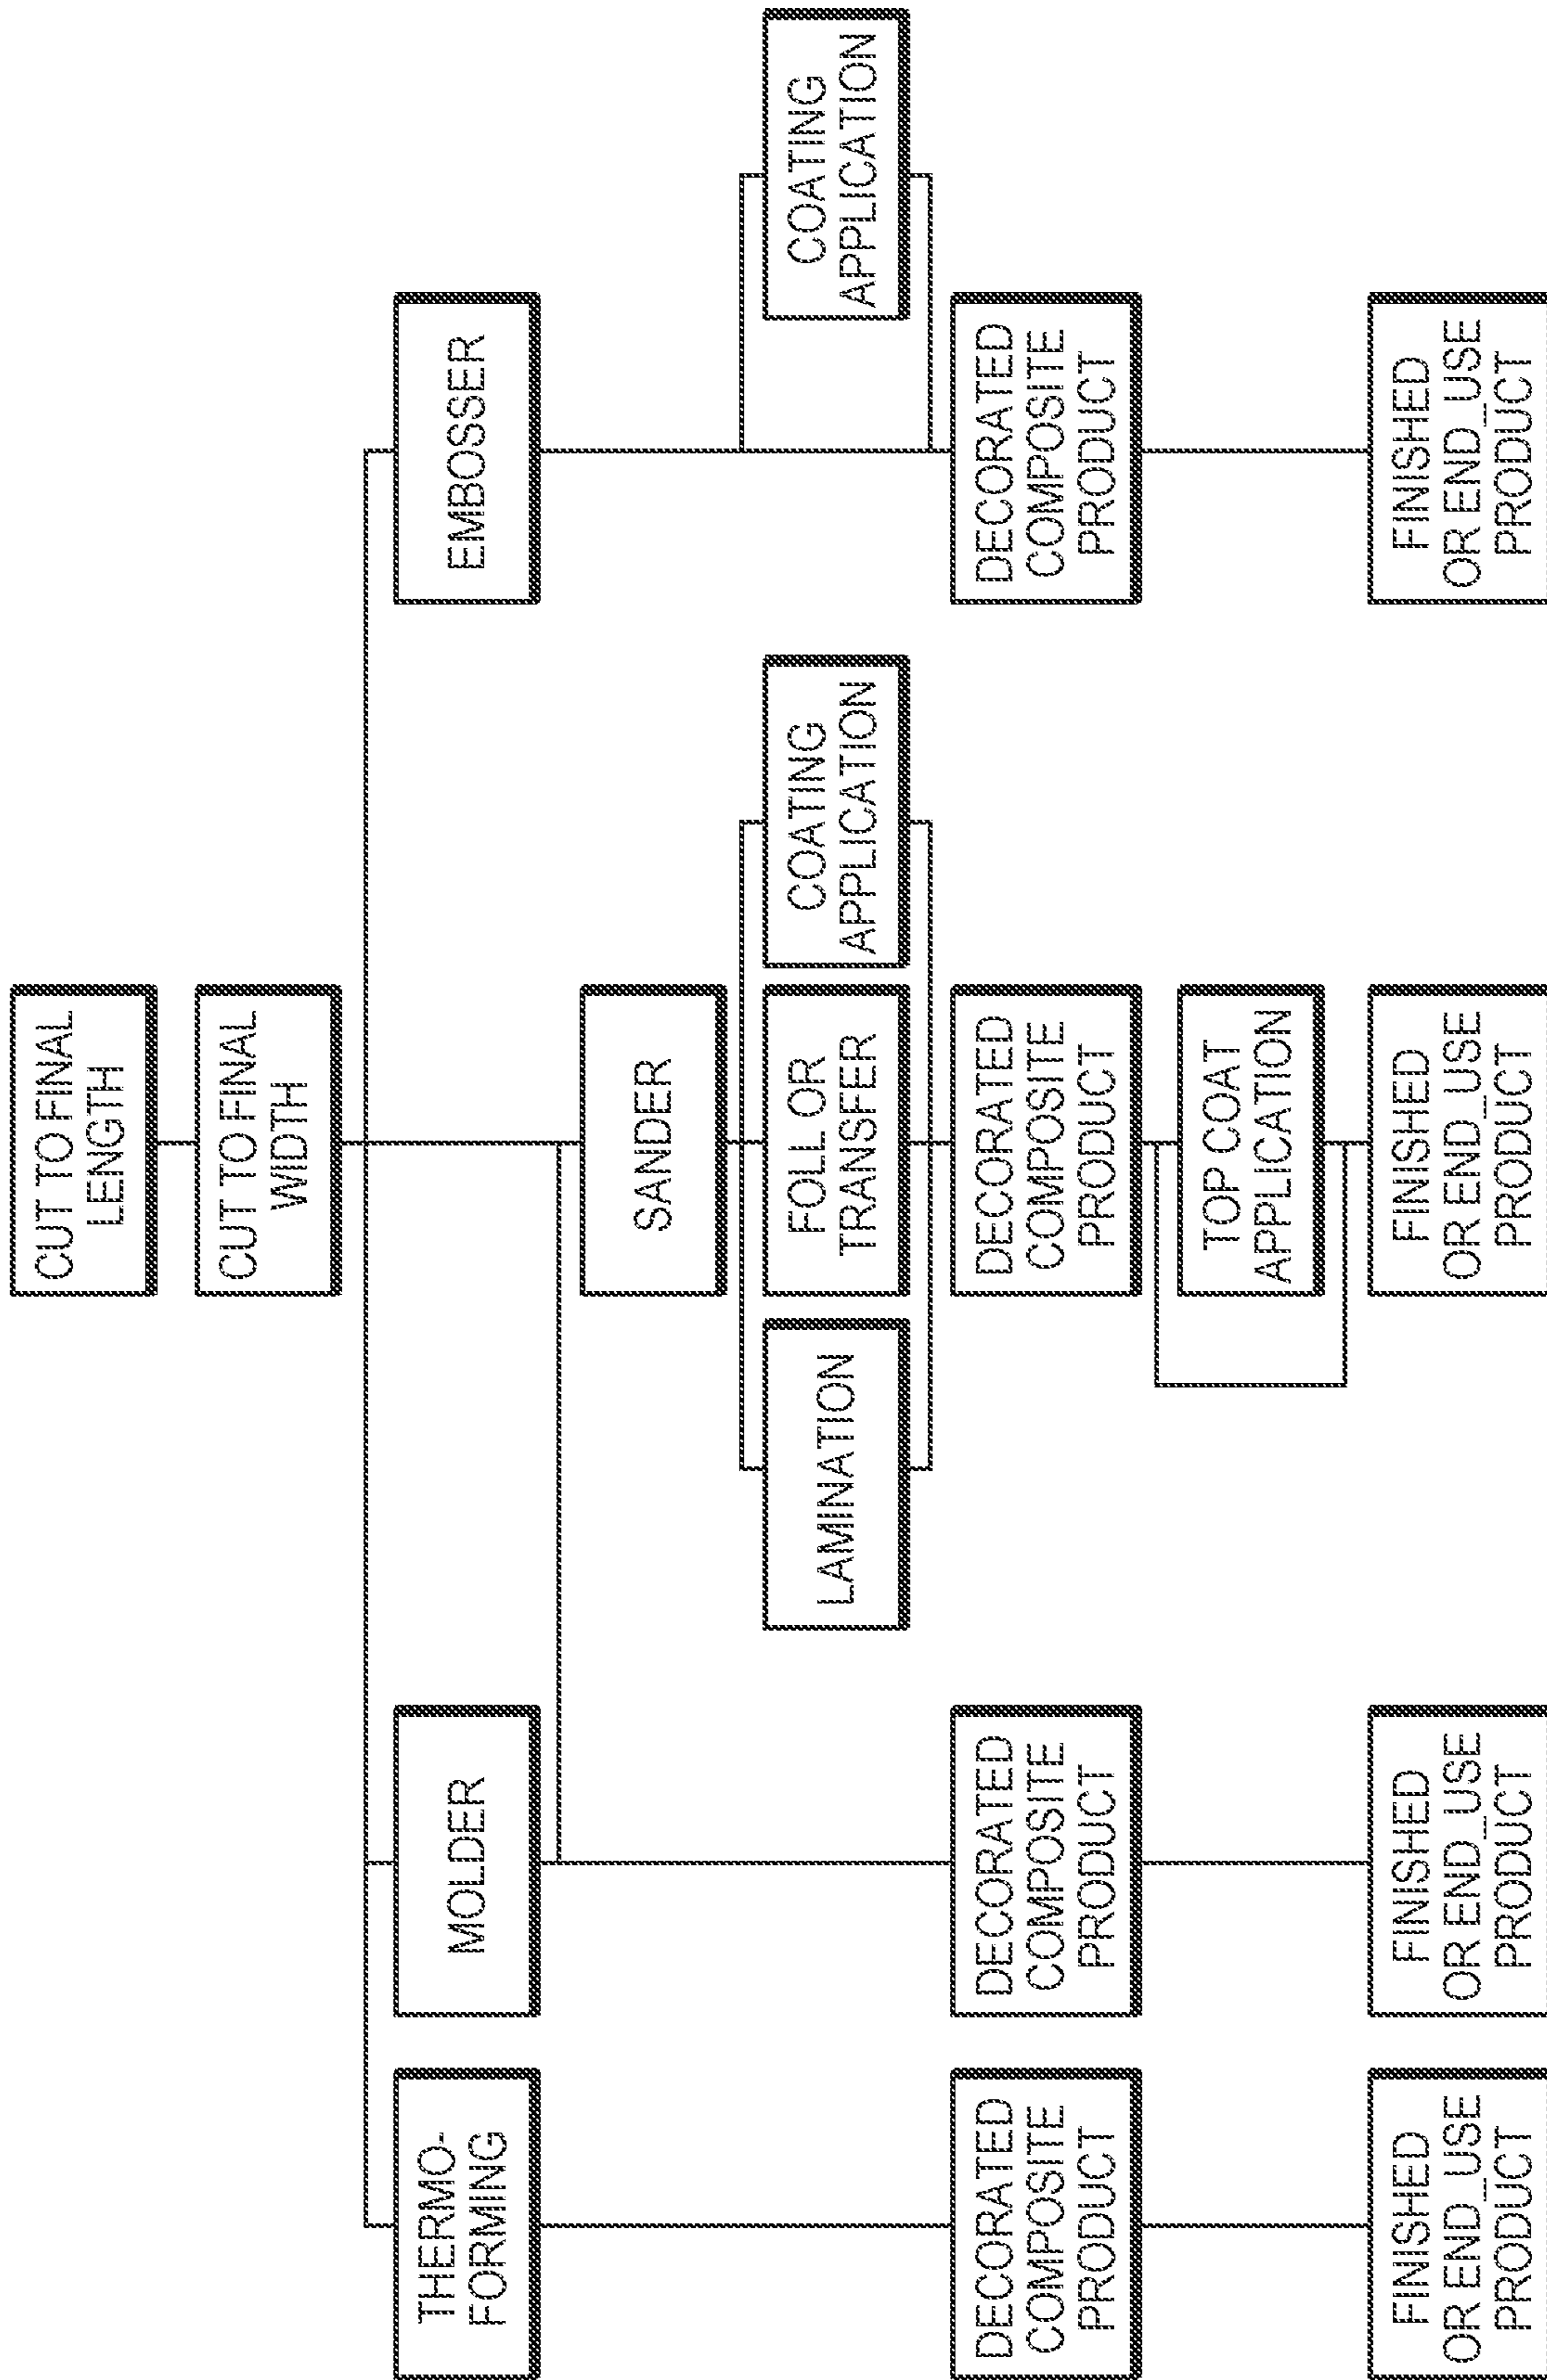 CUT TO FINAL
LENGTH
CUT TO FINAL
WIDTH
THERMO-
FORMING
MOLDER
EMBOSSER
SANDER
LAMINATION
FOLL OR
TRANSFER
COATING
APPLICATION
COATING
APPLICATION
DECORATED
COMPOSITE
PRODUCT
DECORATED
COMPOSITE
PRODUCT
DECORATED
COMPOSITE
PRODUCT
DECORATED
COMPOSITE
PRODUCT
TOP COAT
APPLICATION
FINISHED
OR END_USE
PRODUCT
FINISHED
OR END_USE
PRODUCT
FINISHED
OR END_USE
PRODUCT
FINISHED
OR END_USE
PRODUCT